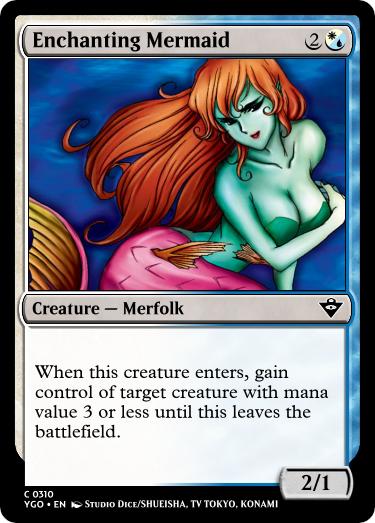 Enchanting Mermaid 2
Creature — Merfolk
When this creature enters, gain
control of target creature with mana
value 3 or less until this leaves the
battlefield.
2/1
C 0310
YGO • EN Studio Dice/SHUEISHA, TV TOKYO, KONAMI